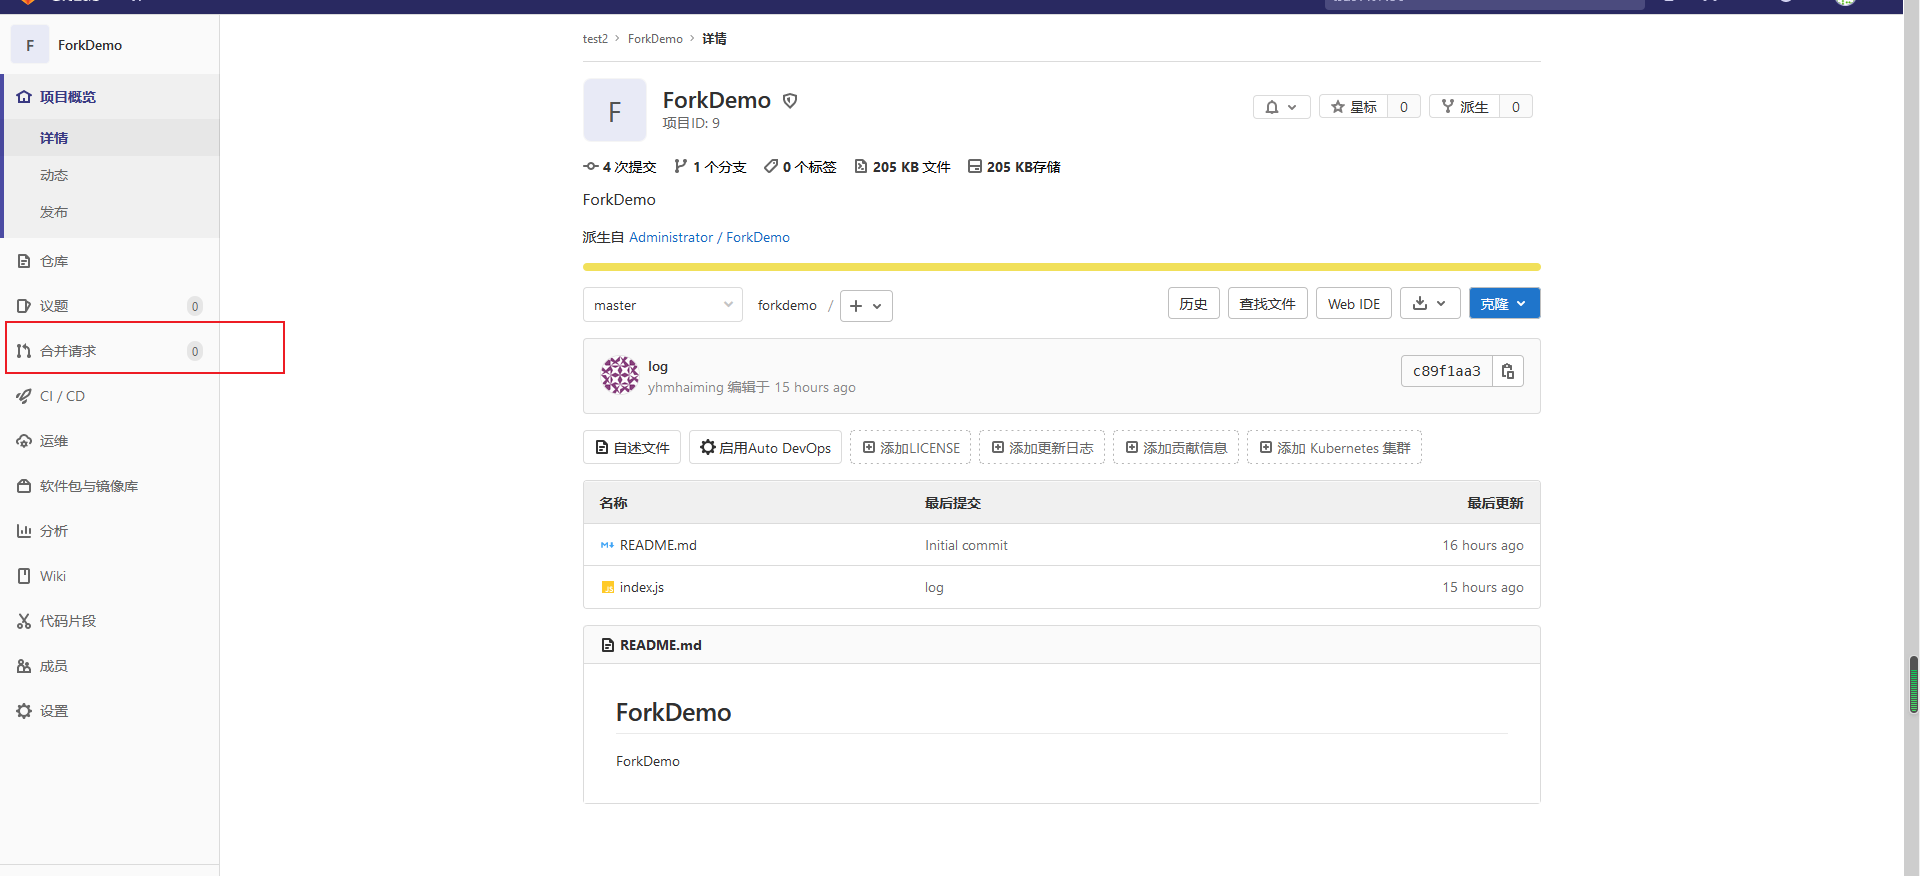 F ForkDemo
项目概览
详情
动态
发布
仓库
议题 0
合并请求 0
CI / CD
运维
软件包与镜像库
分析
Wiki
代码片段
成员
设置
test2 > ForkDemo > 详情
F
ForkDemo
项目ID: 9
星标 0
派生 0
4 次提交 1 个分支 0 个标签 205 KB 文件 205 KB存储
ForkDemo
派生自 Administrator / ForkDemo
master
forkdemo / +
历史
查找文件
Web IDE
克隆
log
yhmhaiming 编辑于 15 hours ago
c89f1aa3
自述文件
启用Auto DevOps
添加LICENSE
添加更新日志
添加贡献信息
添加 Kubernetes 集群
名称 最后提交 最后更新
M↓ README.md Initial commit 16 hours ago
JS index.js log 15 hours ago
README.md
ForkDemo
ForkDemo